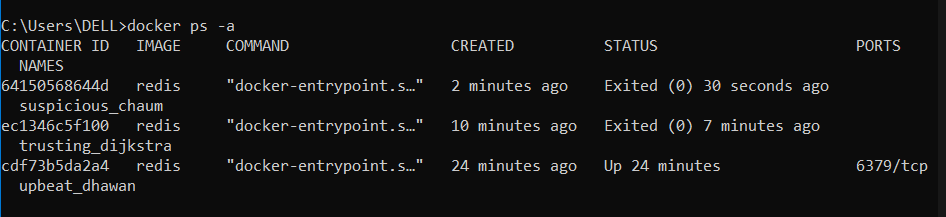 C:\Users\DELL>docker ps -a
CONTAINER ID   IMAGE     COMMAND                  CREATED          STATUS                      PORTS
  NAMES
64150568644d   redis     "docker-entrypoint.s…"   2 minutes ago    Exited (0) 30 seconds ago
  suspicious_chaum
ec1346c5f100   redis     "docker-entrypoint.s…"   10 minutes ago   Exited (0) 7 minutes ago
  trusting_dijkstra
cdf73b5da2a4   redis     "docker-entrypoint.s…"   24 minutes ago   Up 24 minutes               6379/tcp
  upbeat_dhawan